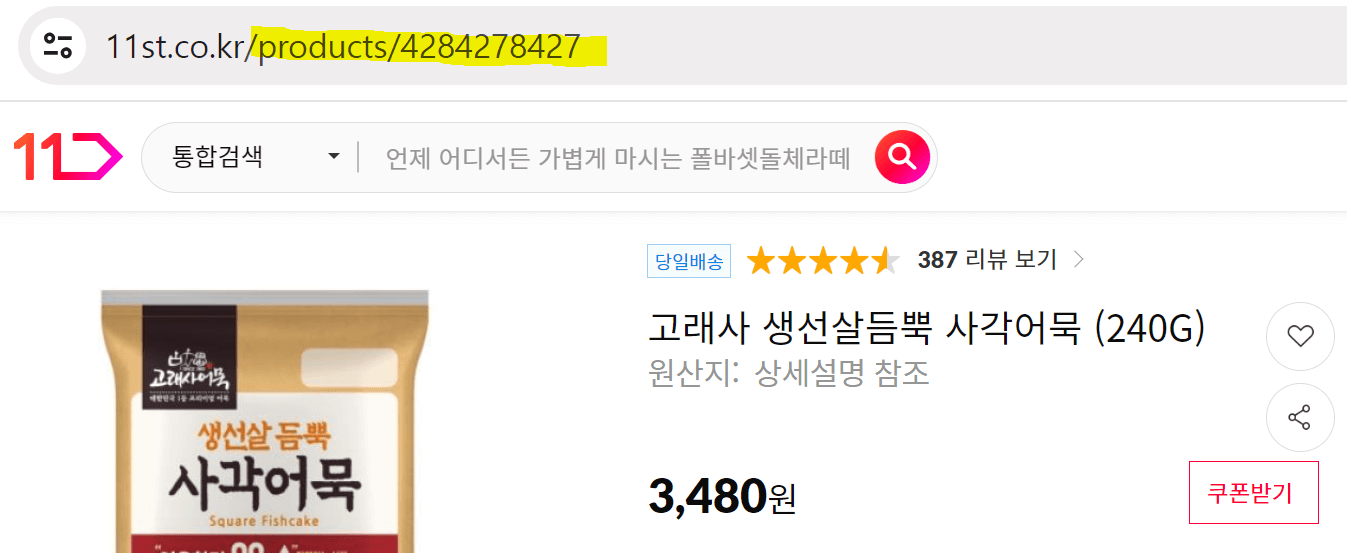 11st.co.kr/products/4284278427
11
통합검색
언제 어디서든 가볍게 마시는 폴바셋돌체라떼
당일배송
387 리뷰 보기
고래사 생선살듬뿍 사각어묵 (240G)
원산지: 상세설명 참조
3,480원
쿠폰받기
고래사어묵
대한민국 1등 프리미엄 어묵
생선살 듬뿍
사각어묵
Square Fishcake